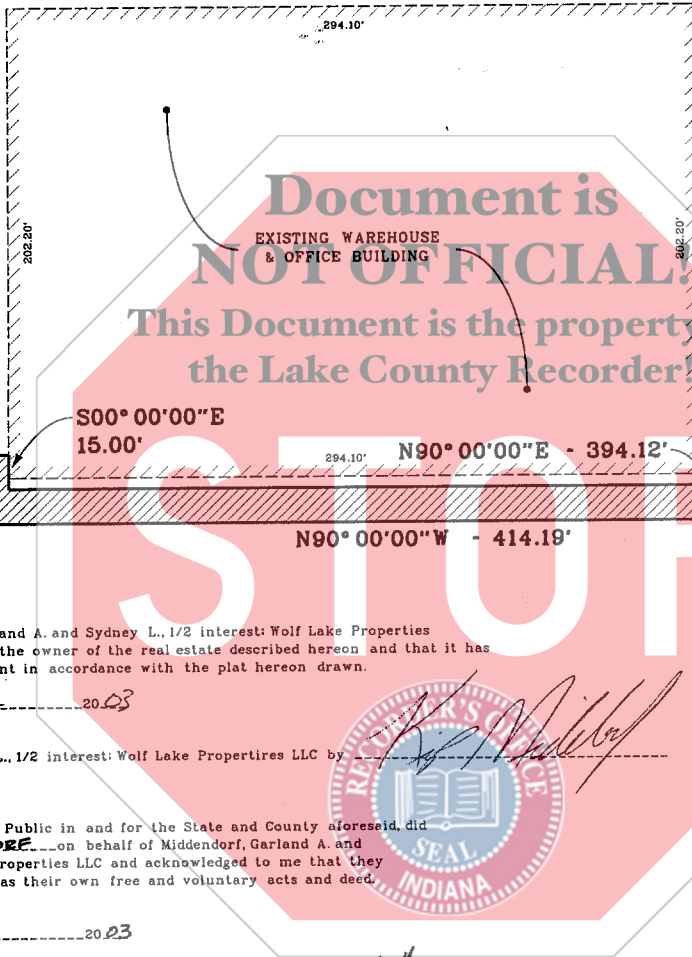 294.10'
202.20'
202.20'
Document is
EXISTING WAREHOUSE
& OFFICE BUILDING
NOT OFFICIAL!
This Document is the property
the Lake County Recorder!
S00° 00'00"E
15.00'
294.10'
N90° 00'00"E - 394.12'
N90° 00'00"W - 414.19'
STOP
and A. and Sydney L., 1/2 interest: Wolf Lake Properties
the owner of the real estate described hereon and that it has
nt in accordance with the plat hereon drawn.
2003
., 1/2 interest: Wolf Lake Propertires LLC by
RECORDER'S OFFICE
SEAL
INDIANA
Public in and for the State and County aforesaid, did
on behalf of Middendorf, Garland A. and
roperties LLC and acknowledged to me that they
as their own free and voluntary acts and deed.
2003